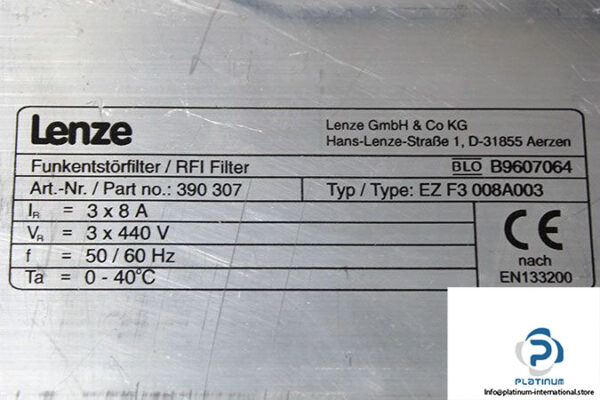 Lenze
Lenze GmbH & Co KG
Hans-Lenze-Straße 1, D-31855 Aerzen
Funkentstörfilter / RFI Filter
BLO B9607064
Art.-Nr. / Part no.: 390 307
Typ / Type: EZ F3 008A003
IR = 3 x 8 A
VR = 3 x 440 V
f = 50 / 60 Hz
Ta = 0 - 40°C
CE
nach
EN133200
PLATINUM
Info@platinum-international.store